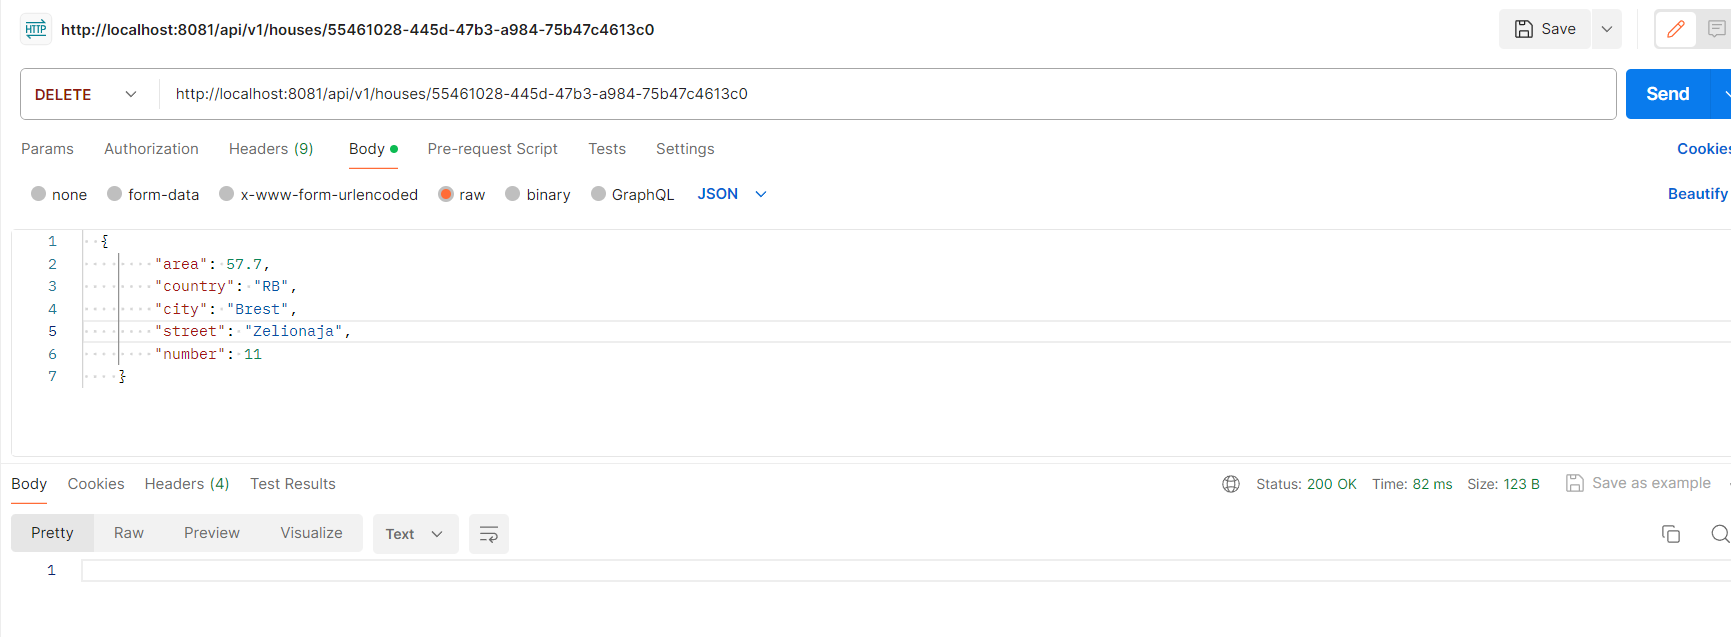 HTTP http://localhost:8081/api/v1/houses/55461028-445d-47b3-a984-75b47c4613c0 Save
DELETE http://localhost:8081/api/v1/houses/55461028-445d-47b3-a984-75b47c4613c0 Send
Params Authorization Headers (9) Body Pre-request Script Tests Settings Cookies
none form-data x-www-form-urlencoded raw binary GraphQL JSON Beautify
1 {
2 "area": 57.7,
3 "country": "RB",
4 "city": "Brest",
5 "street": "Zelionaja",
6 "number": 11
7 }
Body Cookies Headers (4) Test Results Status: 200 OK Time: 82 ms Size: 123 B Save as example
Pretty Raw Preview Visualize Text
1